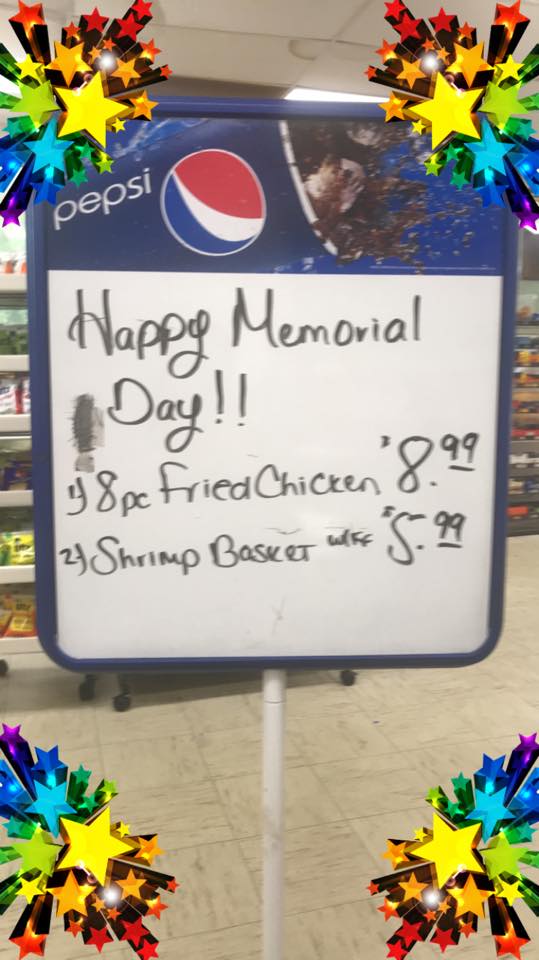 pepsi
Happy Memorial
Day!!
1) 8pc Fried Chicken $8.99
2) Shrimp Basket w/FF $5.99